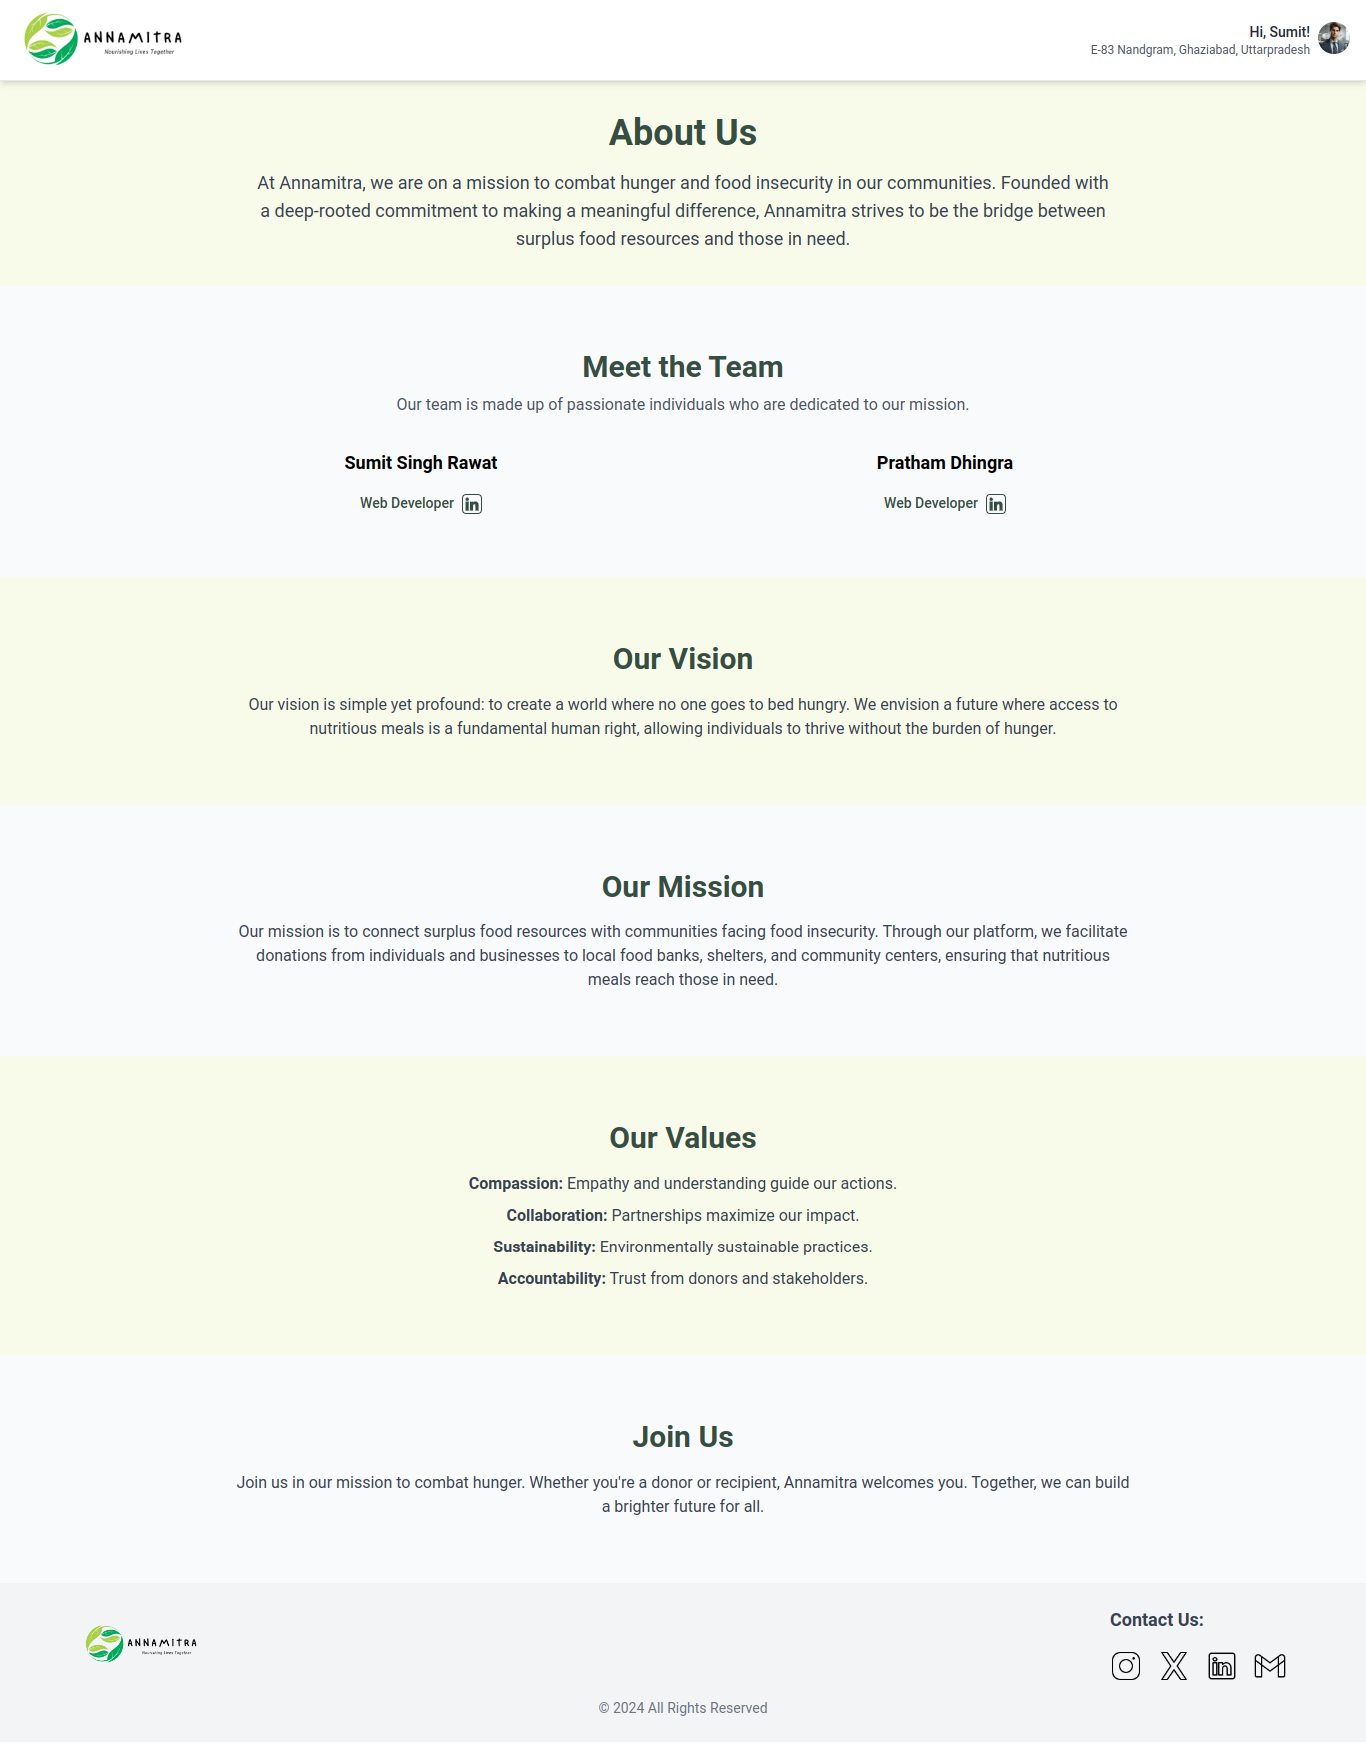 ANNAMITRA
Nourishing Lives Together
Hi, Sumit!
E-83 Nandgram, Ghaziabad, Uttarpradesh
About Us
At Annamitra, we are on a mission to combat hunger and food insecurity in our communities. Founded with
a deep-rooted commitment to making a meaningful difference, Annamitra strives to be the bridge between
surplus food resources and those in need.
Meet the Team
Our team is made up of passionate individuals who are dedicated to our mission.
Sumit Singh Rawat
Web Developer in
Pratham Dhingra
Web Developer in
Our Vision
Our vision is simple yet profound: to create a world where no one goes to bed hungry. We envision a future where access to
nutritious meals is a fundamental human right, allowing individuals to thrive without the burden of hunger.
Our Mission
Our mission is to connect surplus food resources with communities facing food insecurity. Through our platform, we facilitate
donations from individuals and businesses to local food banks, shelters, and community centers, ensuring that nutritious
meals reach those in need.
Our Values
Compassion: Empathy and understanding guide our actions.
Collaboration: Partnerships maximize our impact.
Sustainability: Environmentally sustainable practices.
Accountability: Trust from donors and stakeholders.
Join Us
Join us in our mission to combat hunger. Whether you're a donor or recipient, Annamitra welcomes you. Together, we can build
a brighter future for all.
ANNAMITRA
Nourishing Lives Together
Contact Us:
X in M
© 2024 All Rights Reserved